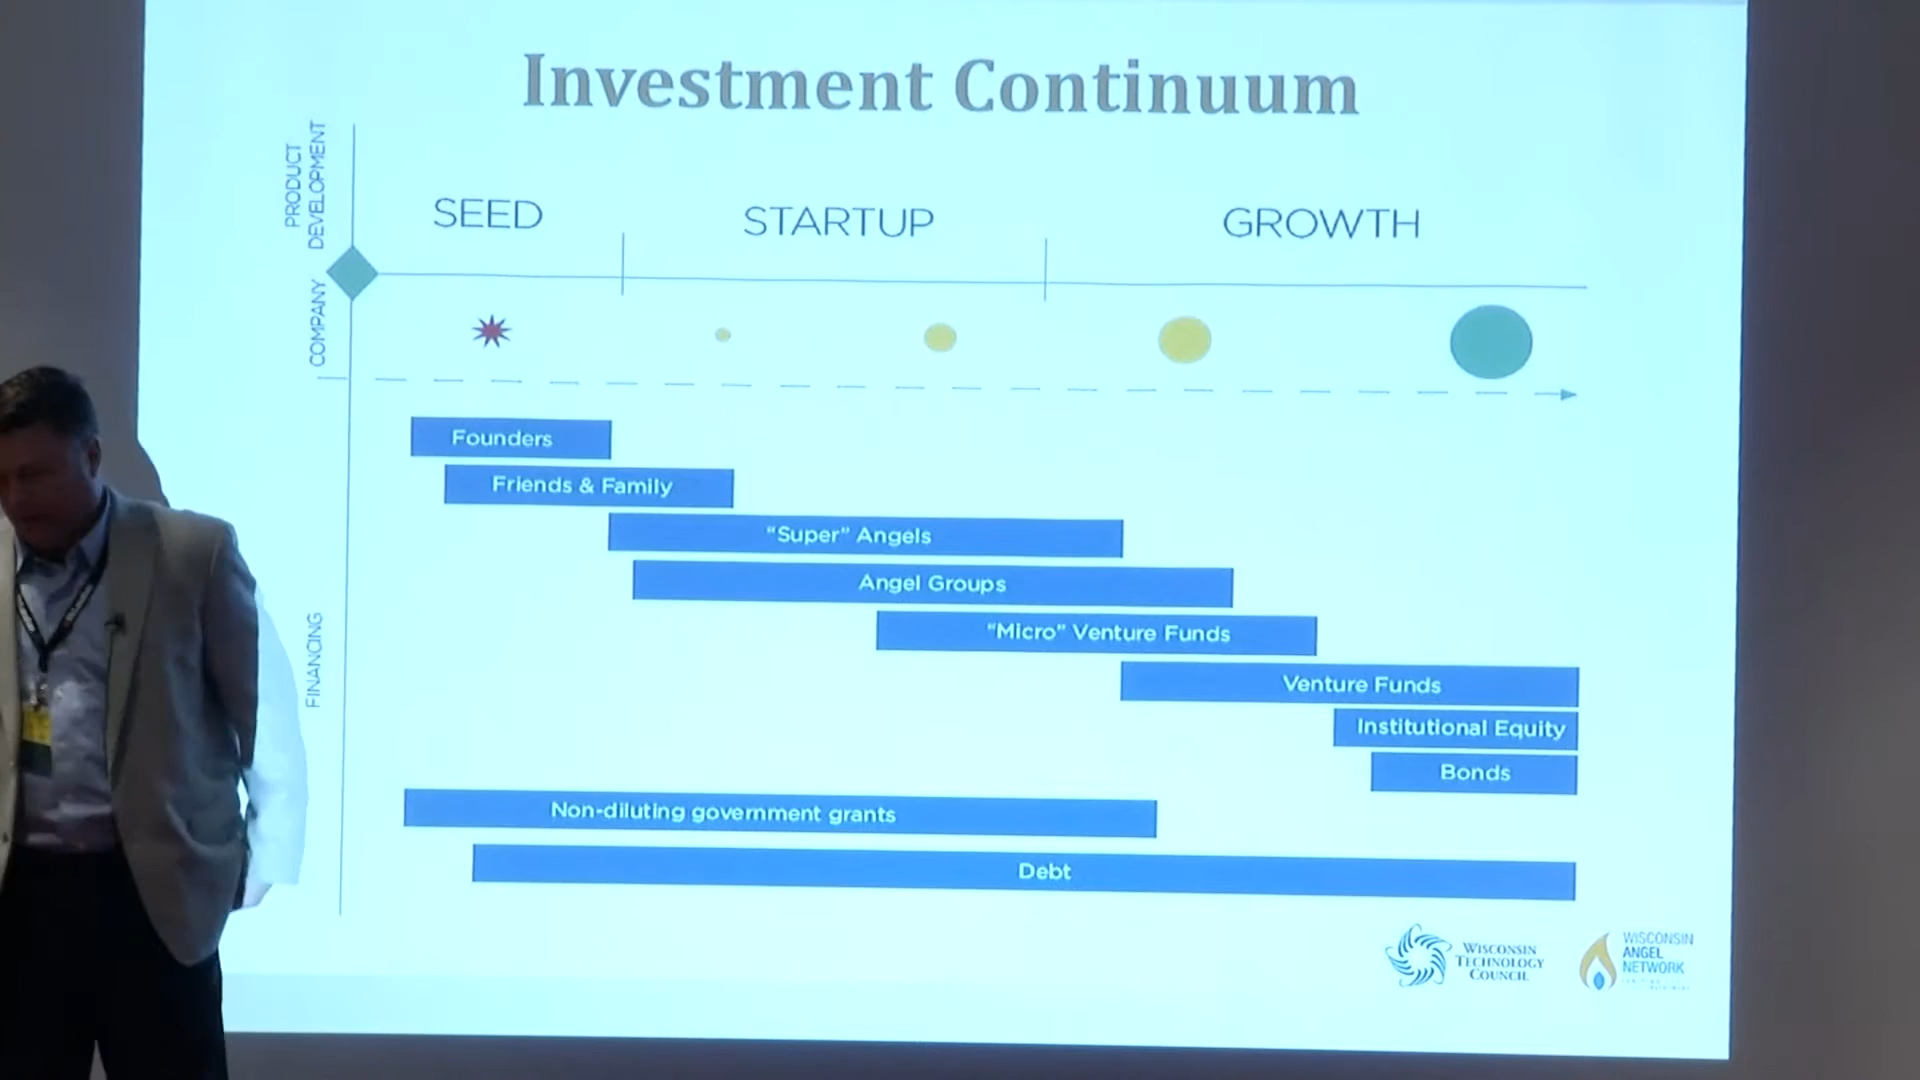 Investment Continuum
PRODUCT
DEVELOPMENT
SEED
STARTUP
GROWTH
COMPANY
Founders
Friends & Family
"Super" Angels
Angel Groups
"Micro" Venture Funds
Venture Funds
Institutional Equity
Bonds
FINANCING
Non-diluting government grants
Debt
WISCONSIN
TECHNOLOGY
COUNCIL
WISCONSIN
ANGEL
NETWORK